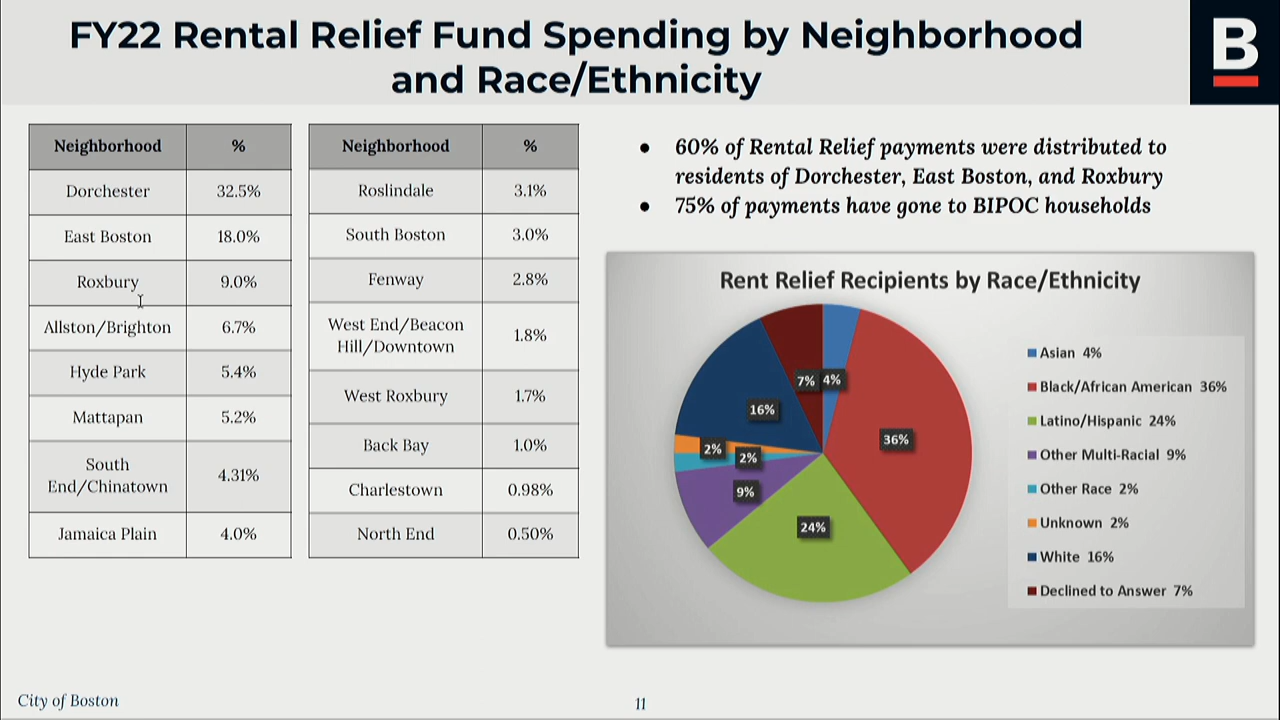 FY22 Rental Relief Fund Spending by Neighborhood
and Race/Ethnicity
B
Neighborhood %
Dorchester 32.5%
East Boston 18.0%
Roxbury 9.0%
Allston/Brighton 6.7%
Hyde Park 5.4%
Mattapan 5.2%
South
End/Chinatown 4.31%
Jamaica Plain 4.0%
Neighborhood %
Roslindale 3.1%
South Boston 3.0%
Fenway 2.8%
West End/Beacon
Hill/Downtown 1.8%
West Roxbury 1.7%
Back Bay 1.0%
Charlestown 0.98%
North End 0.50%
• 60% of Rental Relief payments were distributed to
residents of Dorchester, East Boston, and Roxbury
• 75% of payments have gone to BIPOC households
Rent Relief Recipients by Race/Ethnicity
7% 4%
16%
36%
2%
2%
9%
24%
Asian 4%
Black/African American 36%
Latino/Hispanic 24%
Other Multi-Racial 9%
Other Race 2%
Unknown 2%
White 16%
Declined to Answer 7%
City of Boston
11